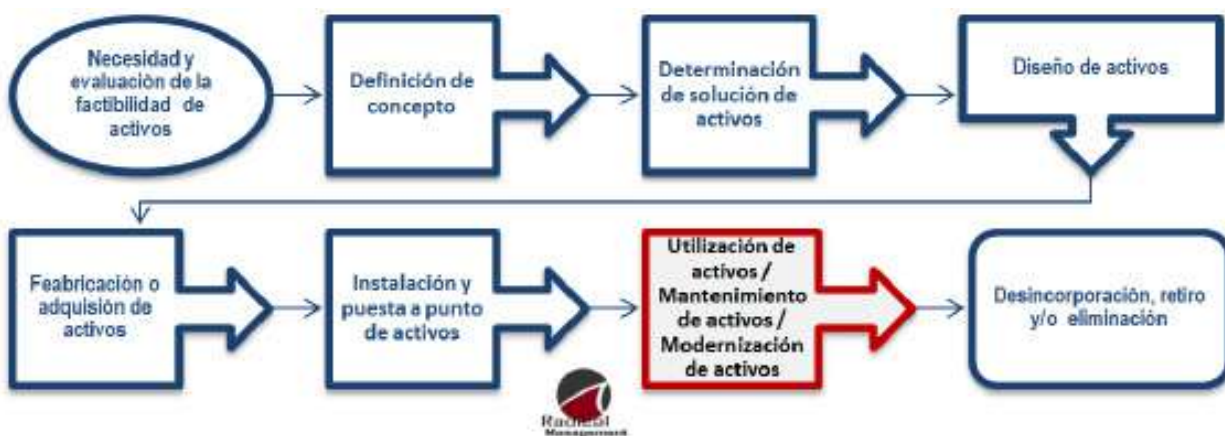 Necesidad y
evaluación de la
factibilidad de
activos
Definición de
concepto
Determinación
de solución de
activos
Diseño de activos
Feabricación o
adquisión de
activos
Instalación y
puesta a punto
de activos
Utilización de
activos /
Mantenimiento
de activos /
Modernización
de activos
Desincorporación, retiro
y/o eliminación
Radical
Management